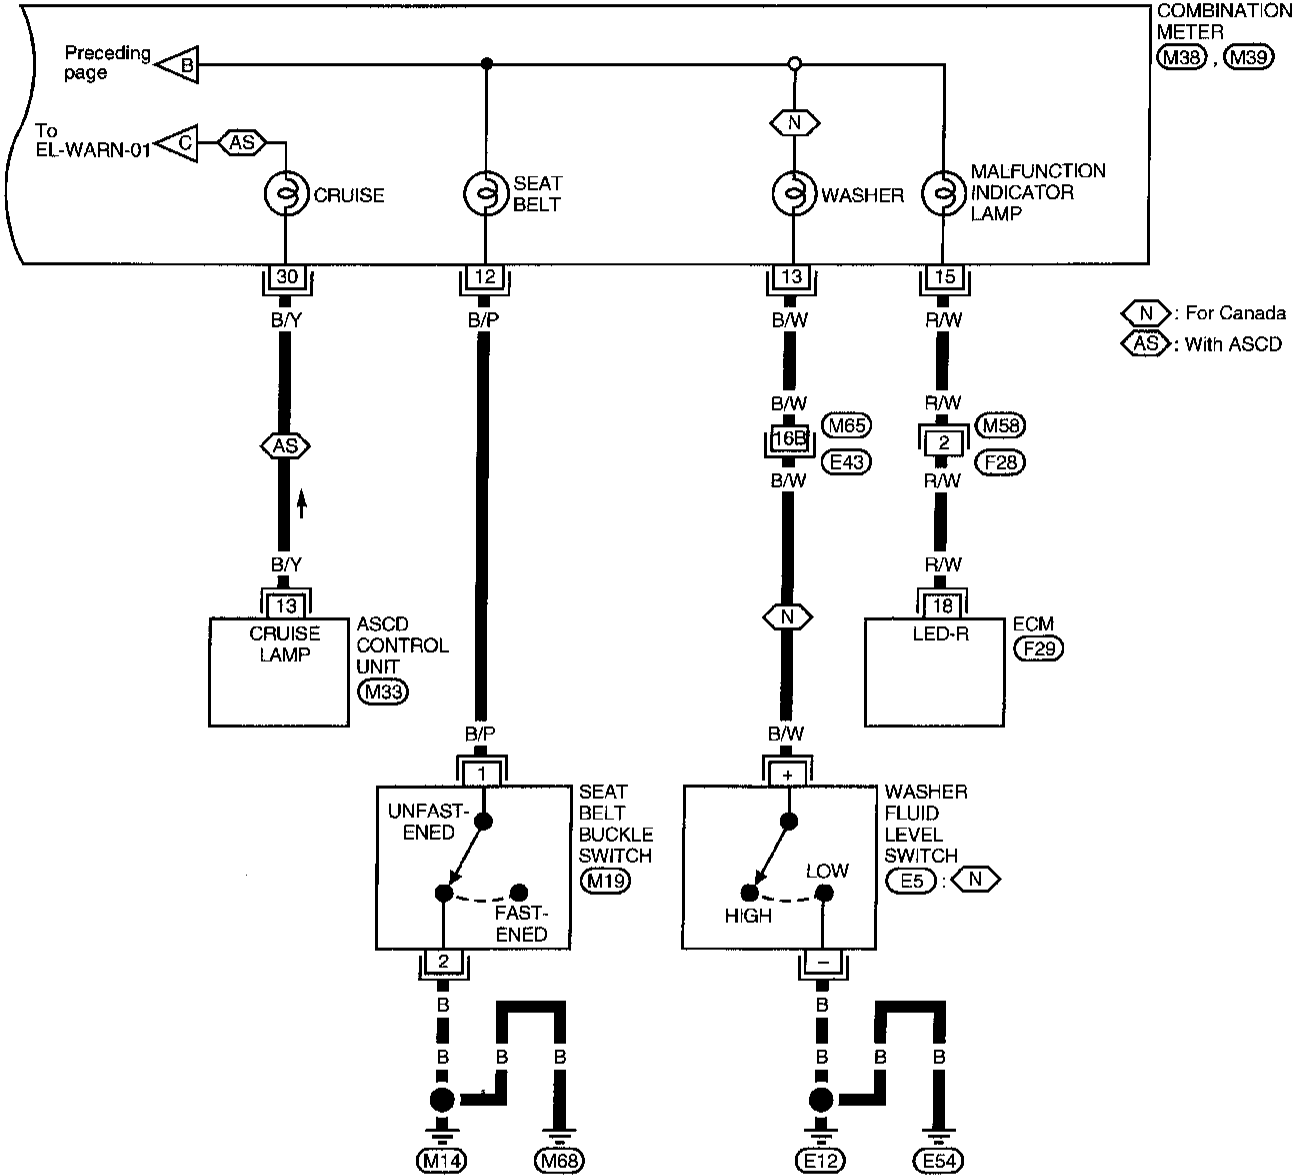 COMBINATION
METER
M38 , M39
Preceding
page
B
To
EL-WARN-01
C
AS
N
CRUISE
SEAT
BELT
WASHER
MALFUNCTION
INDICATOR
LAMP
30
12
13
15
B/Y
B/P
B/W
R/W
N : For Canada
AS : With ASCD
B/W
R/W
16B
M65
E43
2
M58
F28
AS
B/W
R/W
B/Y
R/W
13
18
CRUISE
LAMP
ASCD
CONTROL
UNIT
M33
N
LED-R
ECM
F29
B/P
B/W
1
+
UNFAST-
ENED
FAST-
ENED
SEAT
BELT
BUCKLE
SWITCH
M19
HIGH
LOW
WASHER
FLUID
LEVEL
SWITCH
E5 : N
2
–
B
B
B
B
B
B
B
B
M14
M68
E12
E54